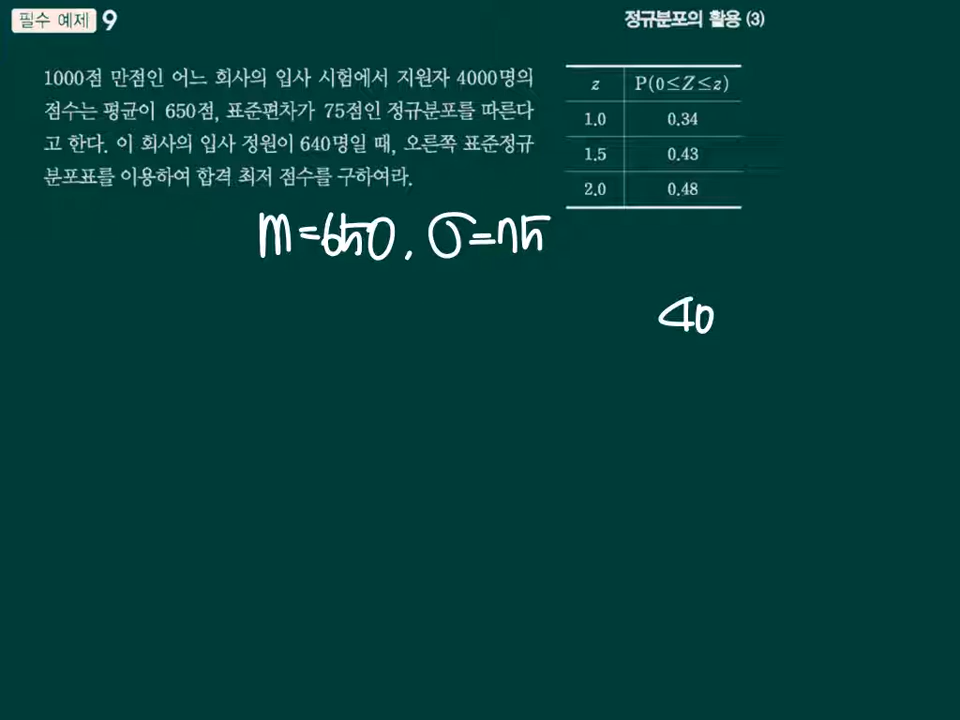 필수 예제 9
정규분포의 활용 (3)
1000점 만점인 어느 회사의 입사 시험에서 지원자 4000명의
점수는 평균이 650점, 표준편차가 75점인 정규분포를 따른다
고 한다. 이 회사의 입사 정원이 640명일 때, 오른쪽 표준정규
분포표를 이용하여 합격 최저 점수를 구하여라.
z P(0≤Z≤z)
1.0 0.34
1.5 0.43
2.0 0.48
m=650, σ=75
40